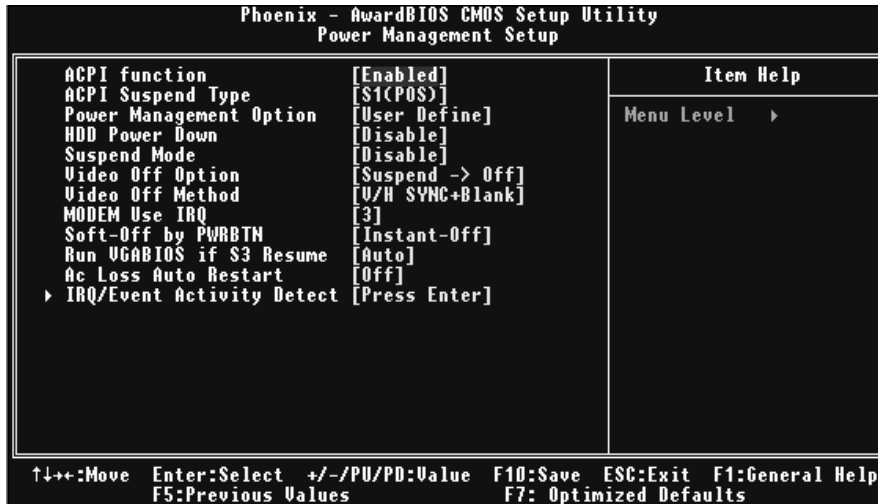 Phoenix - AwardBIOS CMOS Setup Utility
Power Management Setup
ACPI function [Enabled]
ACPI Suspend Type [S1(POS)]
Power Management Option [User Define]
HDD Power Down [Disable]
Suspend Mode [Disable]
Video Off Option [Suspend -> Off]
Video Off Method [V/H SYNC+Blank]
MODEM Use IRQ [3]
Soft-Off by PWRBTN [Instant-Off]
Run VGABIOS if S3 Resume [Auto]
Ac Loss Auto Restart [Off]
▸ IRQ/Event Activity Detect [Press Enter]
Item Help
Menu Level ▸
↑↓→←:Move Enter:Select +/-/PU/PD:Value F10:Save ESC:Exit F1:General Help
F5:Previous Values F7: Optimized Defaults